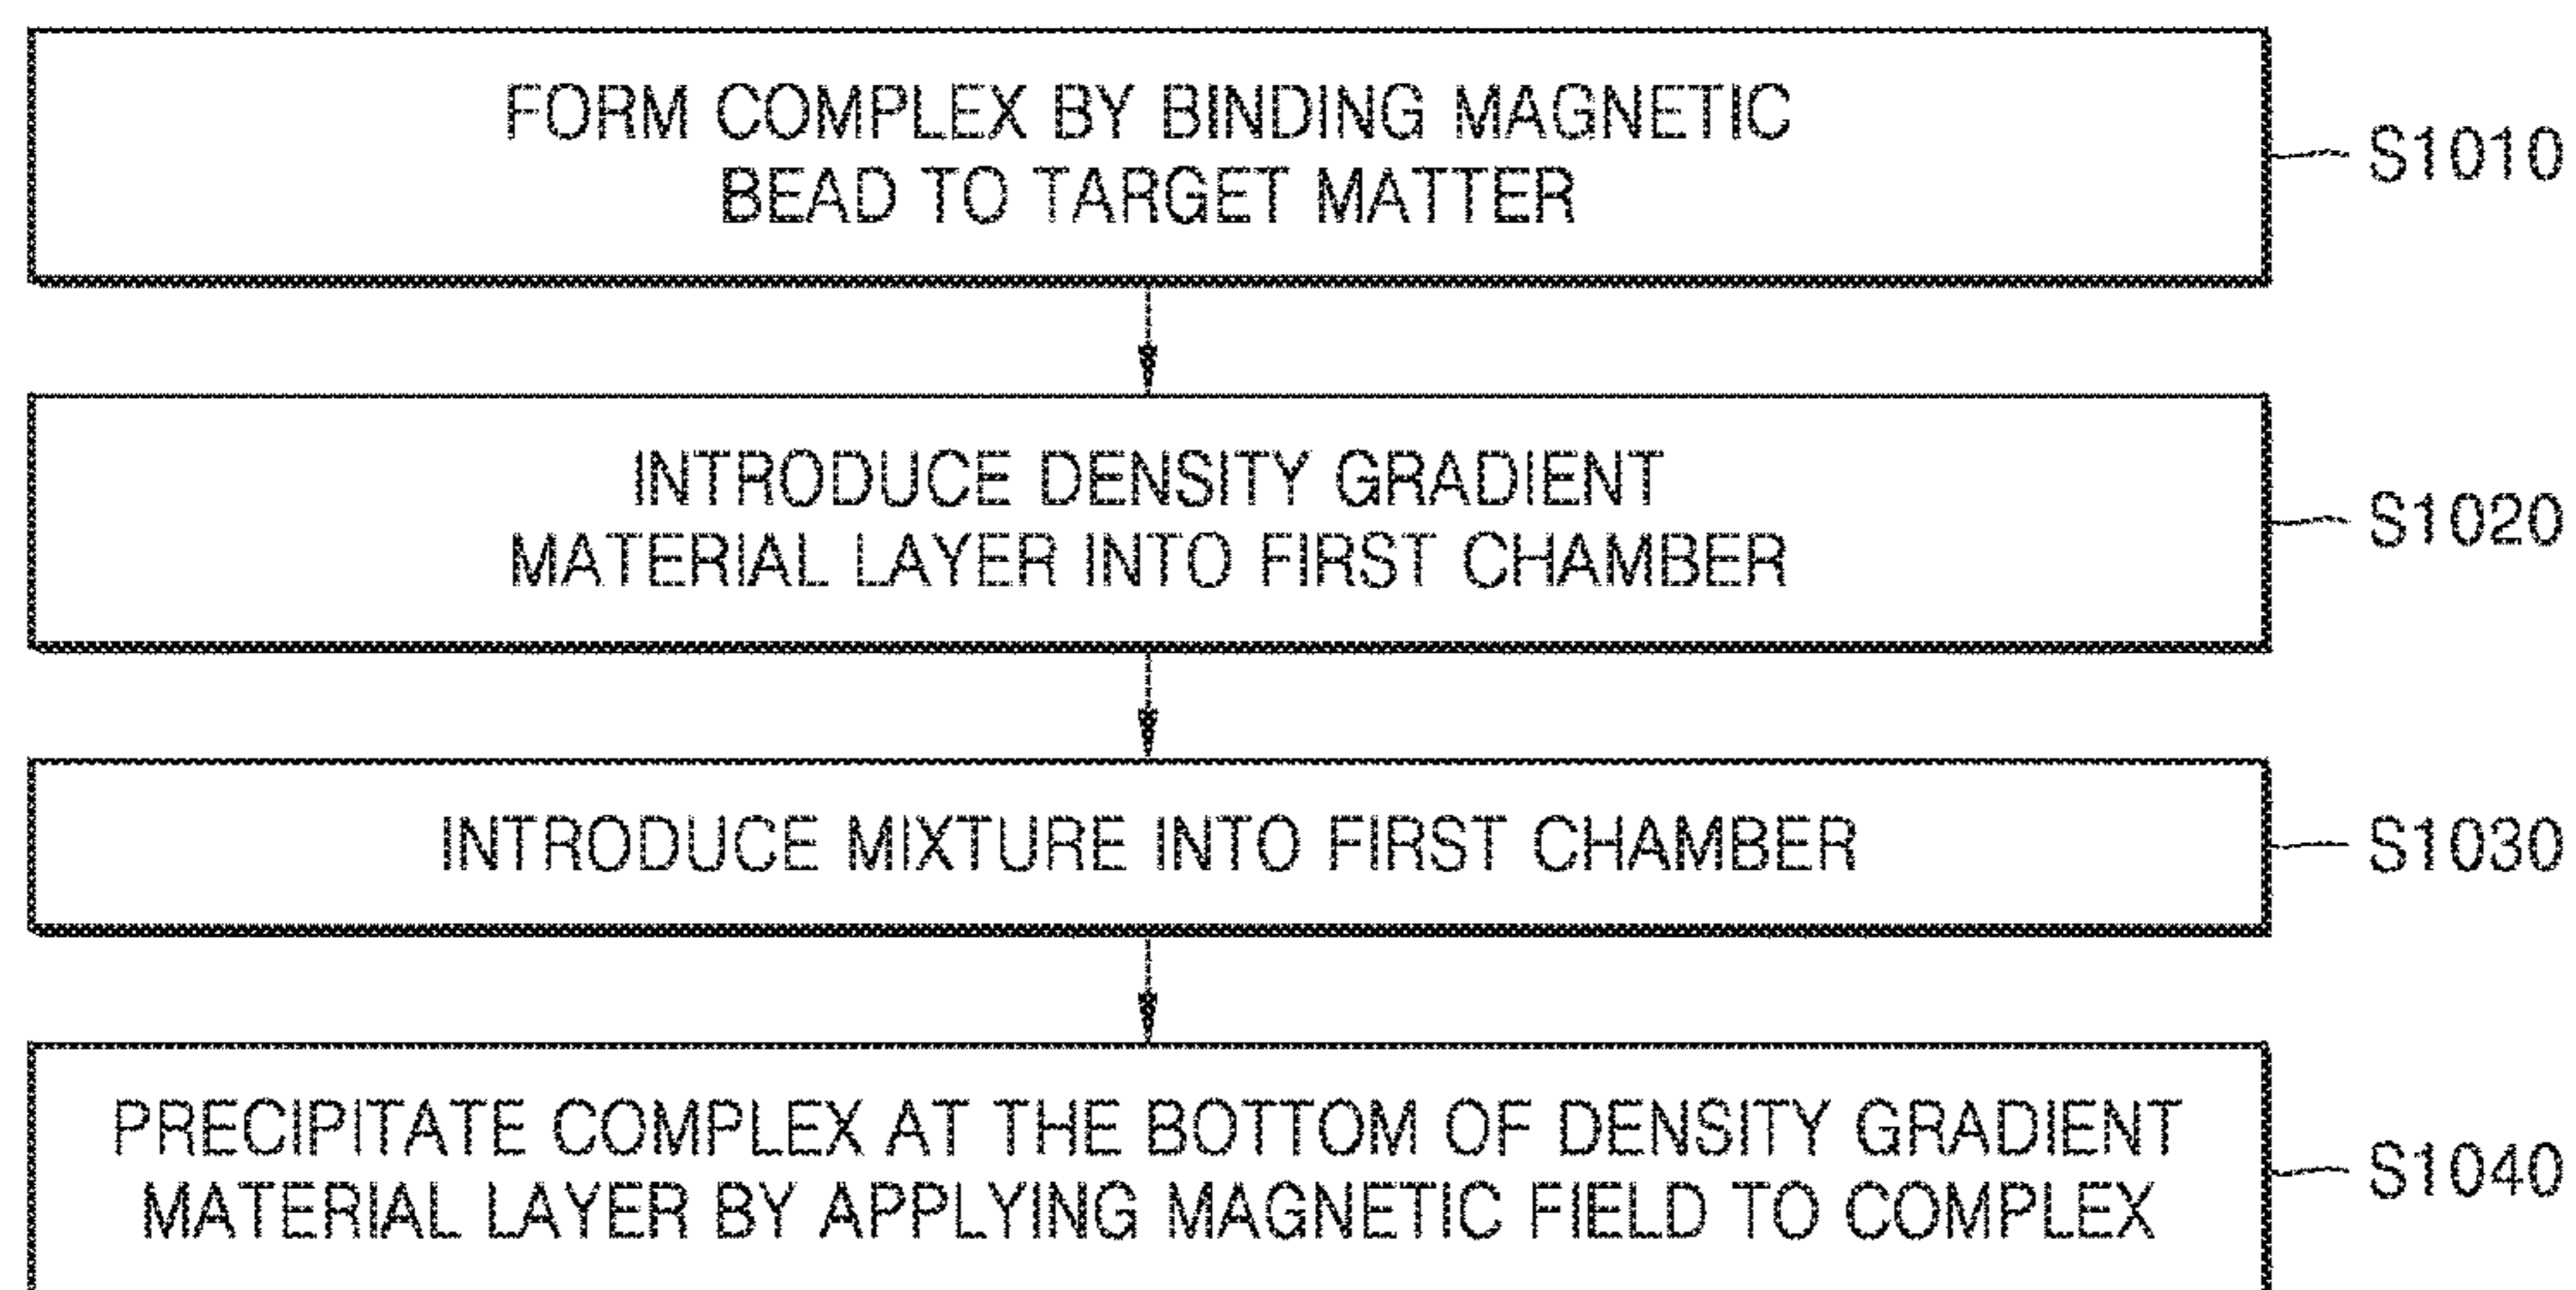 FORM COMPLEX BY BINDING MAGNETIC
BEAD TO TARGET MATTER
S1010
INTRODUCE DENSITY GRADIENT
MATERIAL LAYER INTO FIRST CHAMBER
S1020
INTRODUCE MIXTURE INTO FIRST CHAMBER
S1030
PRECIPITATE COMPLEX AT THE BOTTOM OF DENSITY GRADIENT
MATERIAL LAYER BY APPLYING MAGNETIC FIELD TO COMPLEX
S1040